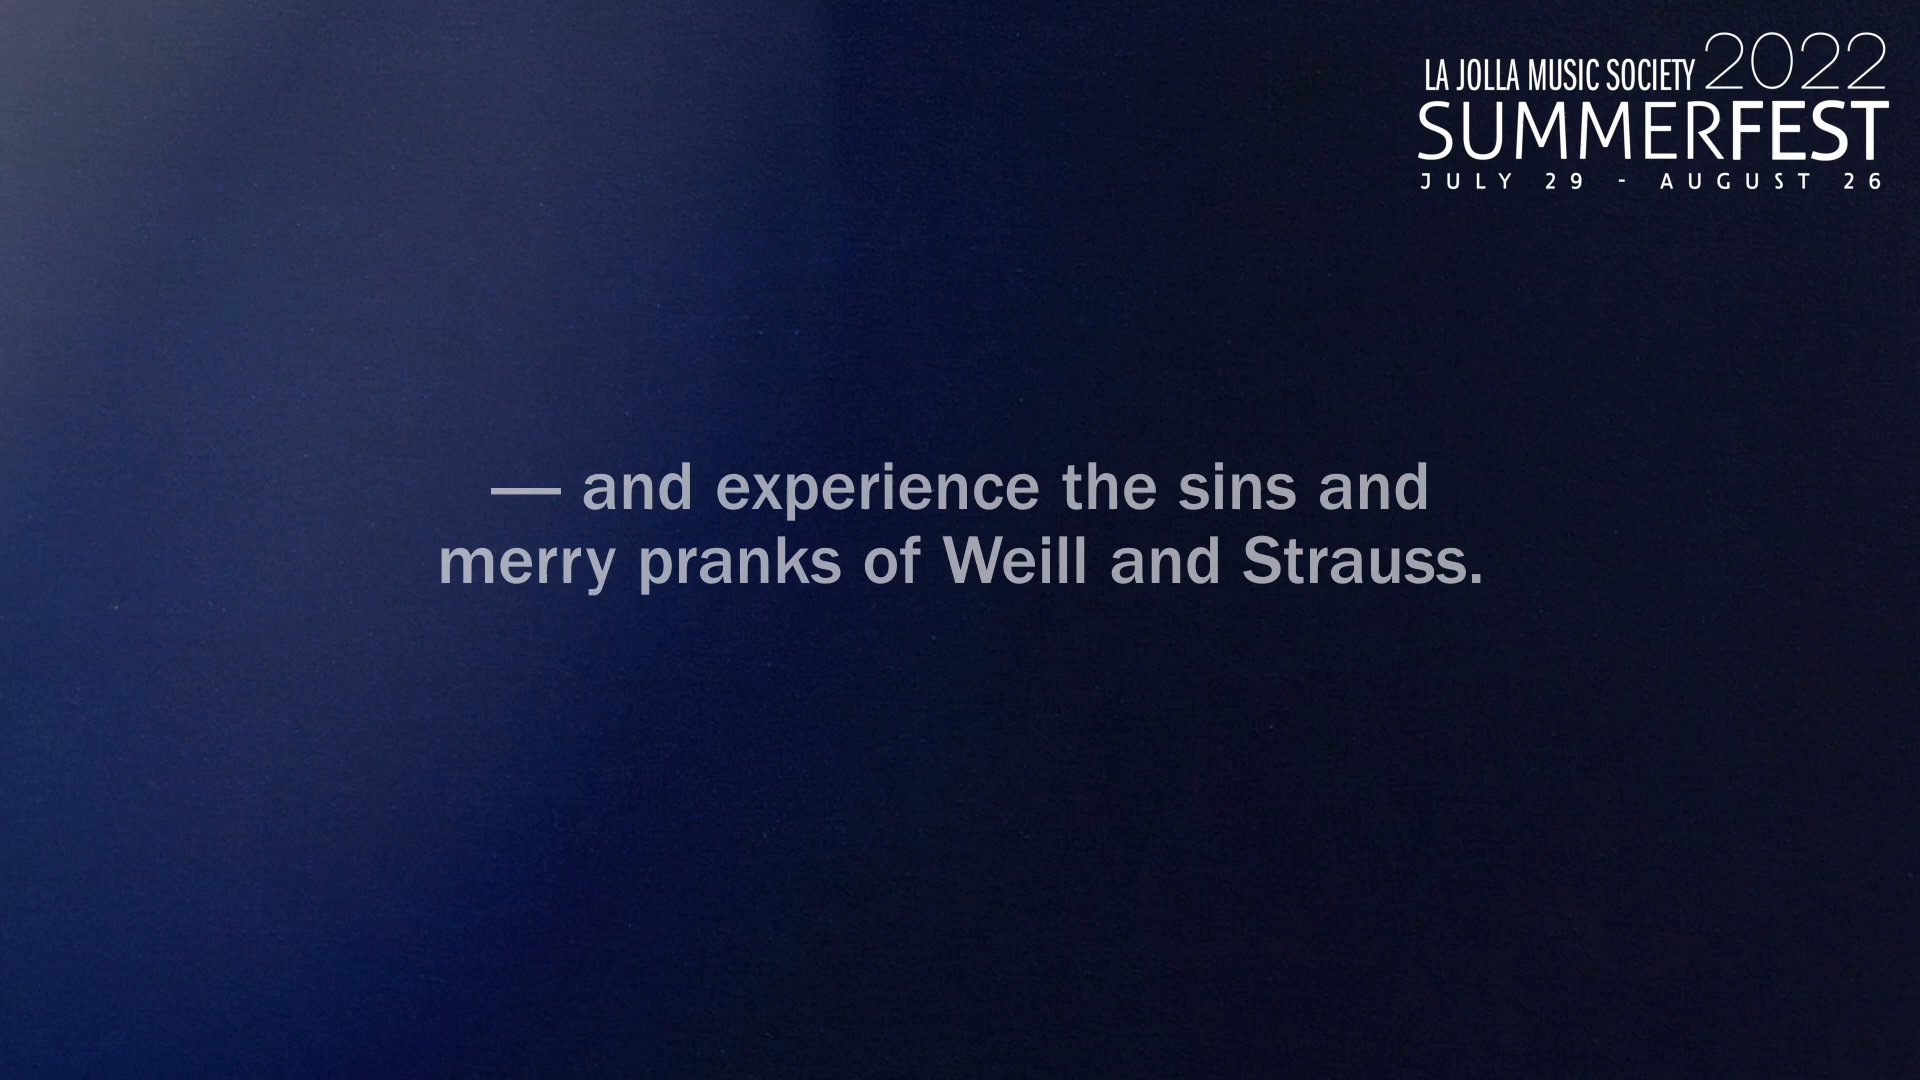 LA JOLLA MUSIC SOCIETY 2022
SUMMERFEST
JULY 29 - AUGUST 26
— and experience the sins and
merry pranks of Weill and Strauss.